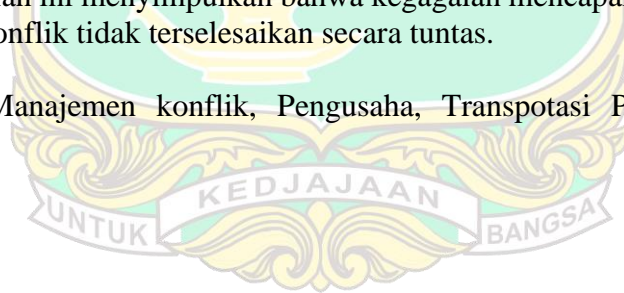 an ini menyimpulkan bahwa kegagalan mencapa
onflik tidak terselesaikan secara tuntas.
Manajemen konflik, Pengusaha, Transpotasi P
UNTUK KEDJAJAAN BANGSA